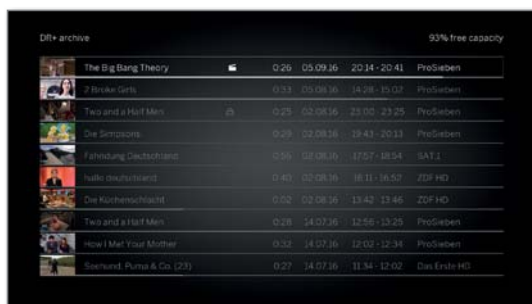 DR+ archive 93% free capacity
The Big Bang Theory 0:26 05.09.16 20:14 - 20:41 ProSieben
2 Broke Girls 0:33 05.08.16 14:28 - 15:02 ProSieben
Two and a Half Men 0:25 02.08.16 23:00 - 23:25 ProSieben
Die Simpsons 0:29 02.08.16 19:43 - 20:13 ProSieben
Fahndung Deutschland 0:56 02.08.16 17:57 - 18:54 SAT.1
hallo deutschland 0:40 02.08.16 16:11 - 16:52 ZDF HD
Die Küchenschlacht 0:02 02.08.16 13:42 - 13:46 ZDF HD
Two and a Half Men 0:28 14.07.16 12:56 - 13:25 ProSieben
How I Met Your Mother 0:32 14.07.16 12:02 - 12:34 ProSieben
Seehund, Puma & Co. (23) 0:27 14.07.16 11:34 - 12:02 Das Erste HD